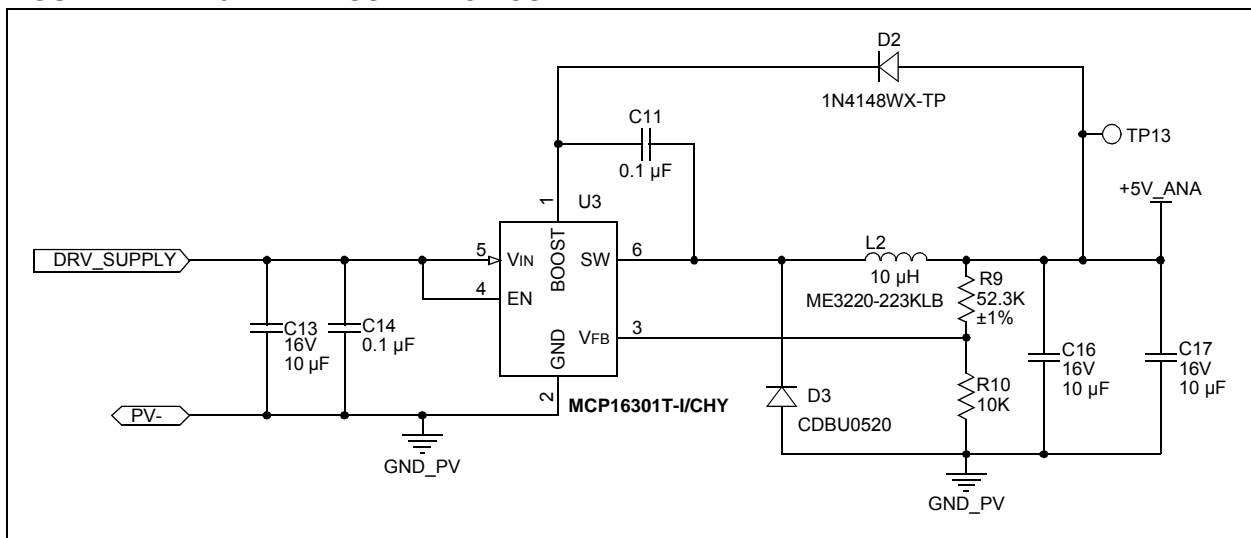 D2
1N4148WX-TP
C11
0.1 µF
TP13
+5V_ANA
1
U3
DRV_SUPPLY
5
VIN
BOOST
SW
6
L2
10 µH
ME3220-223KLB
4
EN
R9
52.3K
±1%
C13
16V
10 µF
C14
0.1 µF
GND
VFB
3
C16
16V
10 µF
C17
16V
10 µF
2
MCP16301T-I/CHY
D3
CDBU0520
R10
10K
PV-
GND_PV
GND_PV